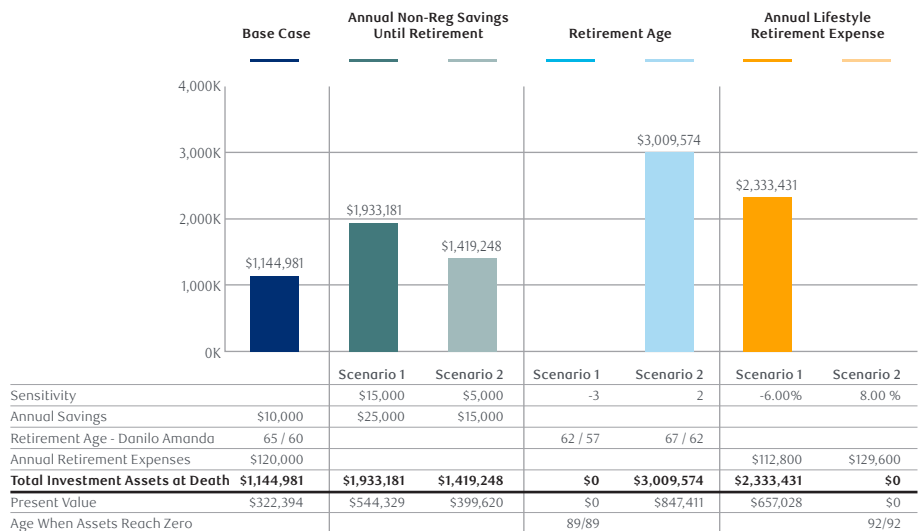 Base Case
Annual Non-Reg Savings
Until Retirement
Retirement Age
Annual Lifestyle
Retirement Expense
4,000K
3,000K
2,000K
1,000K
0K
$1,144,981
$1,933,181
$1,419,248
$3,009,574
$2,333,431
Scenario 1 Scenario 2 Scenario 1 Scenario 2 Scenario 1 Scenario 2
Sensitivity $15,000 $5,000 -3 2 -6.00% 8.00 %
Annual Savings $10,000 $25,000 $15,000
Retirement Age - Danilo Amanda 65 / 60 62 / 57 67 / 62
Annual Retirement Expenses $120,000 $112,800 $129,600
Total Investment Assets at Death $1,144,981 $1,933,181 $1,419,248 $0 $3,009,574 $2,333,431 $0
Present Value $322,394 $544,329 $399,620 $0 $847,411 $657,028 $0
Age When Assets Reach Zero 89/89 92/92